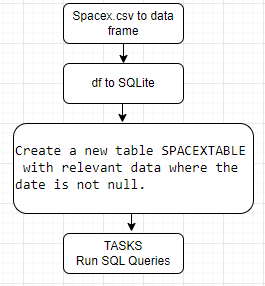 Spacex.csv to data
frame
df to SQLite
Create a new table SPACEXTABLE
with relevant data where the
date is not null.
TASKS
Run SQL Queries